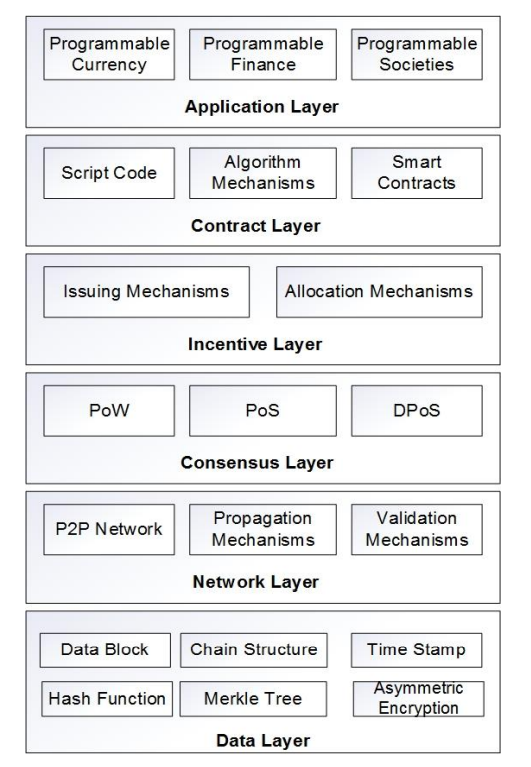 Programmable
Currency
Programmable
Finance
Programmable
Societies
Application Layer
Script Code
Algorithm
Mechanisms
Smart
Contracts
Contract Layer
Issuing Mechanisms
Allocation Mechanisms
Incentive Layer
PoW
PoS
DPoS
Consensus Layer
P2P Network
Propagation
Mechanisms
Validation
Mechanisms
Network Layer
Data Block
Chain Structure
Time Stamp
Hash Function
Merkle Tree
Asymmetric
Encryption
Data Layer